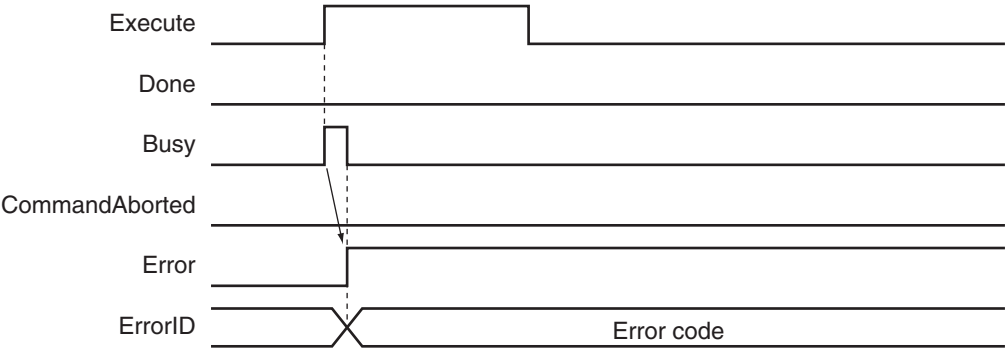 Execute
Done
Busy
CommandAborted
Error
ErrorID
Error code